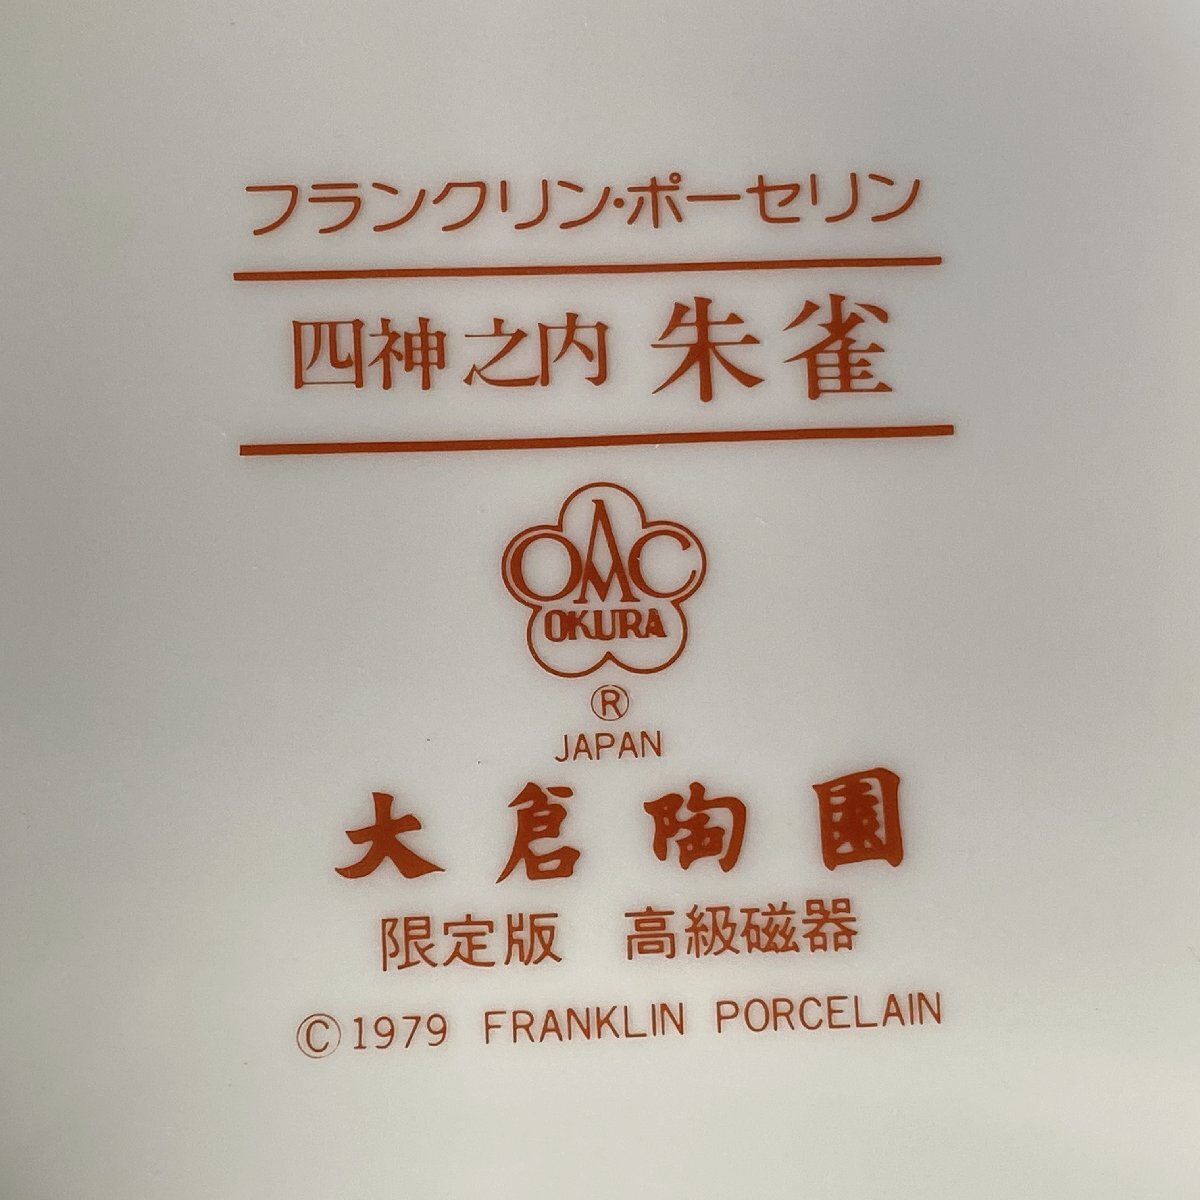 フランクリン・ポーセリン
四神之内 朱雀
OAC
OKURA
®
JAPAN
大倉陶園
限定版 高級磁器
©1979 FRANKLIN PORCELAIN